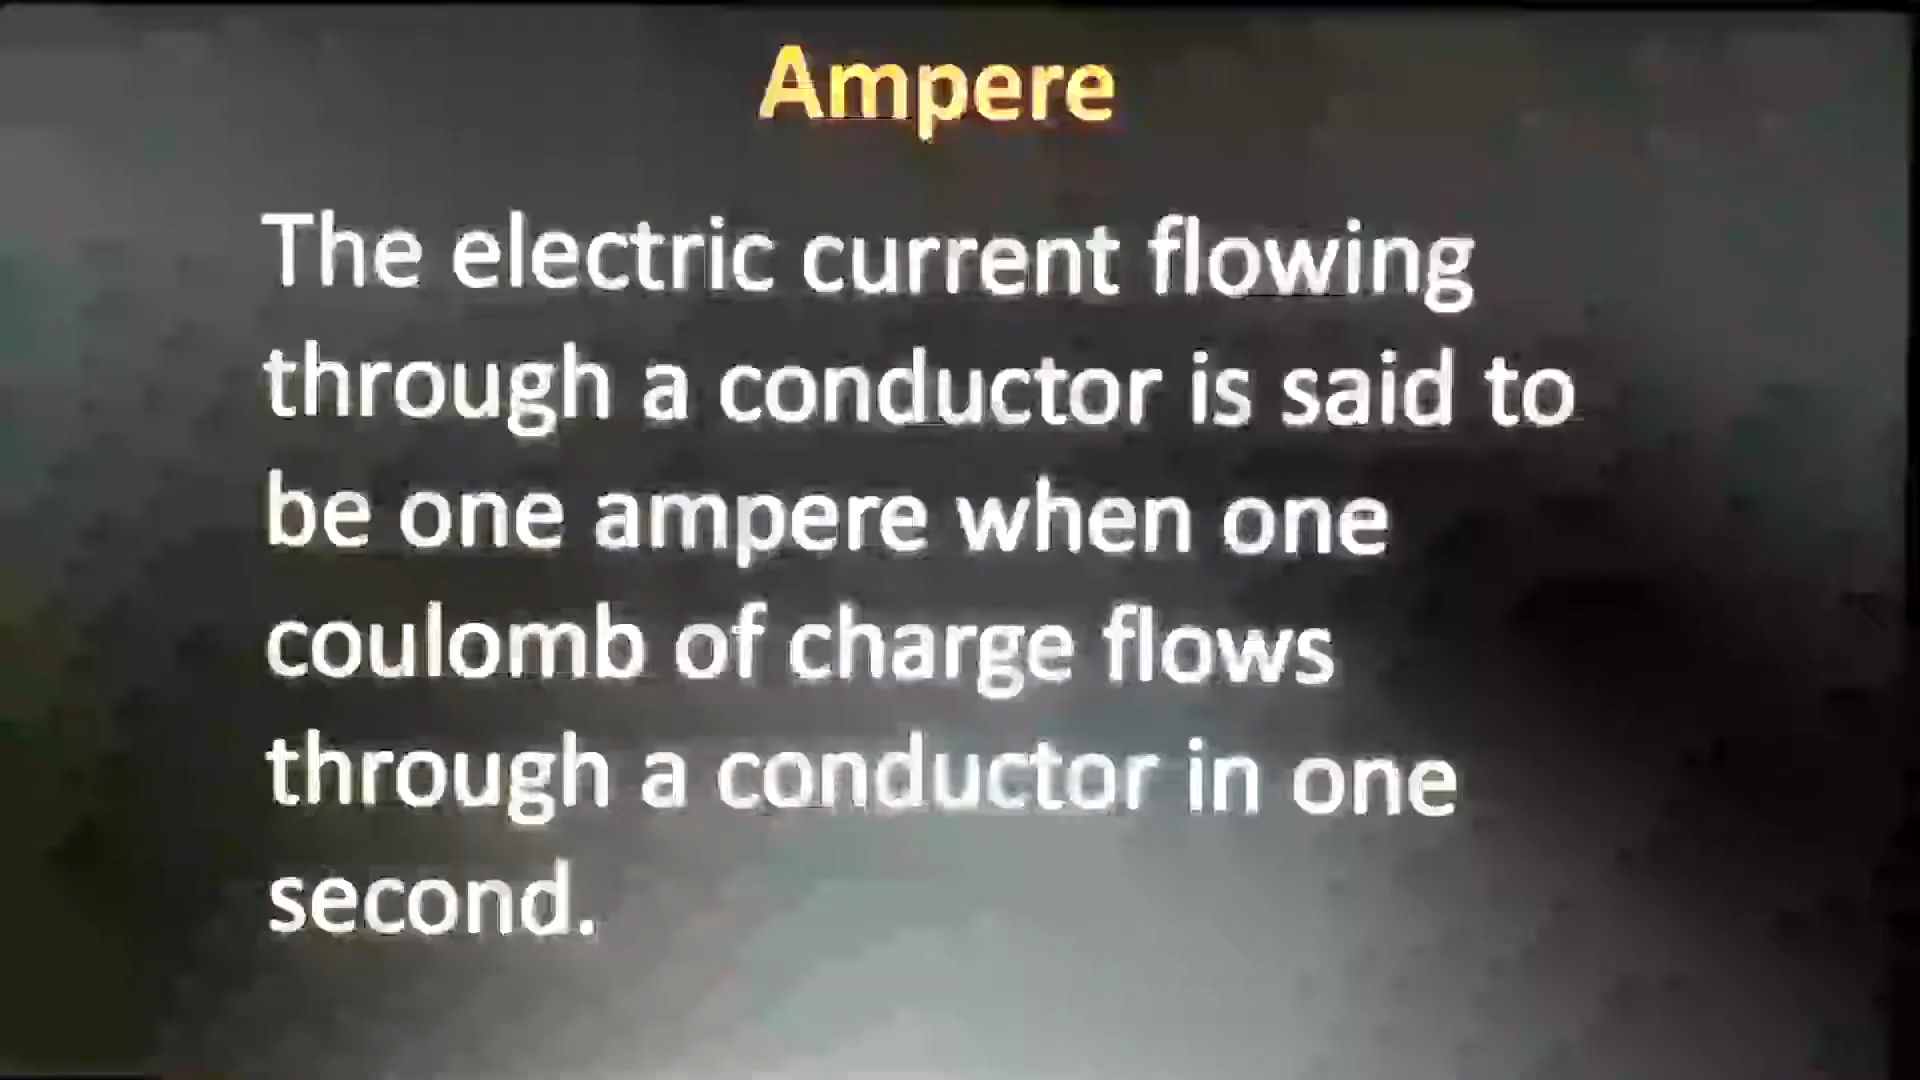 Ampere
The electric current flowing
through a conductor is said to
be one ampere when one
coulomb of charge flows
through a conductor in one
second.